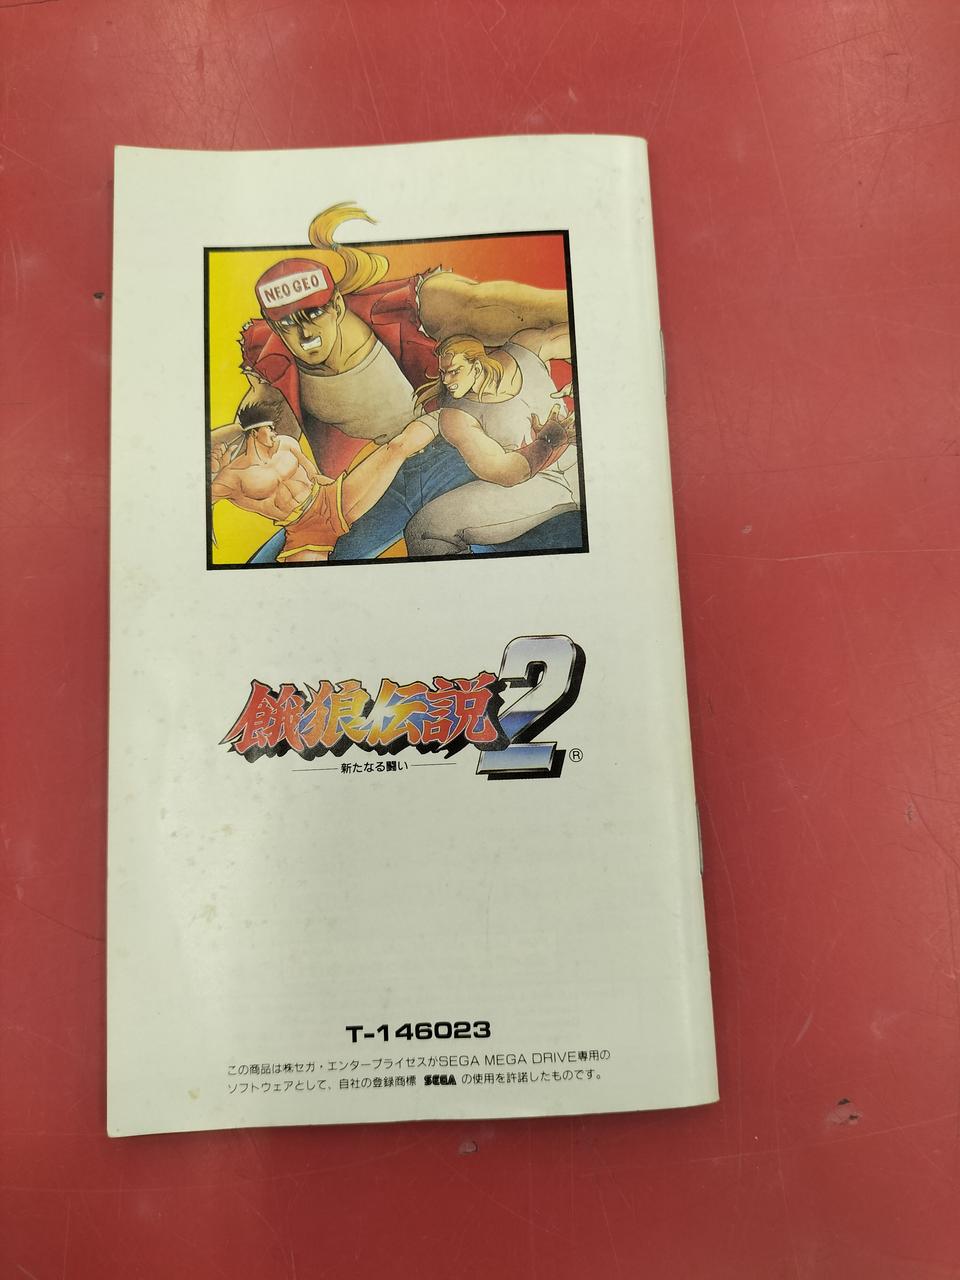 NEO GEO
餓狼伝説2®
新たなる闘い
T-146023
この商品は㈱セガ・エンタープライゼスがSEGA MEGA DRIVE専用の
ソフトウェアとして、自社の登録商標 SEGA の使用を許諾したものです。